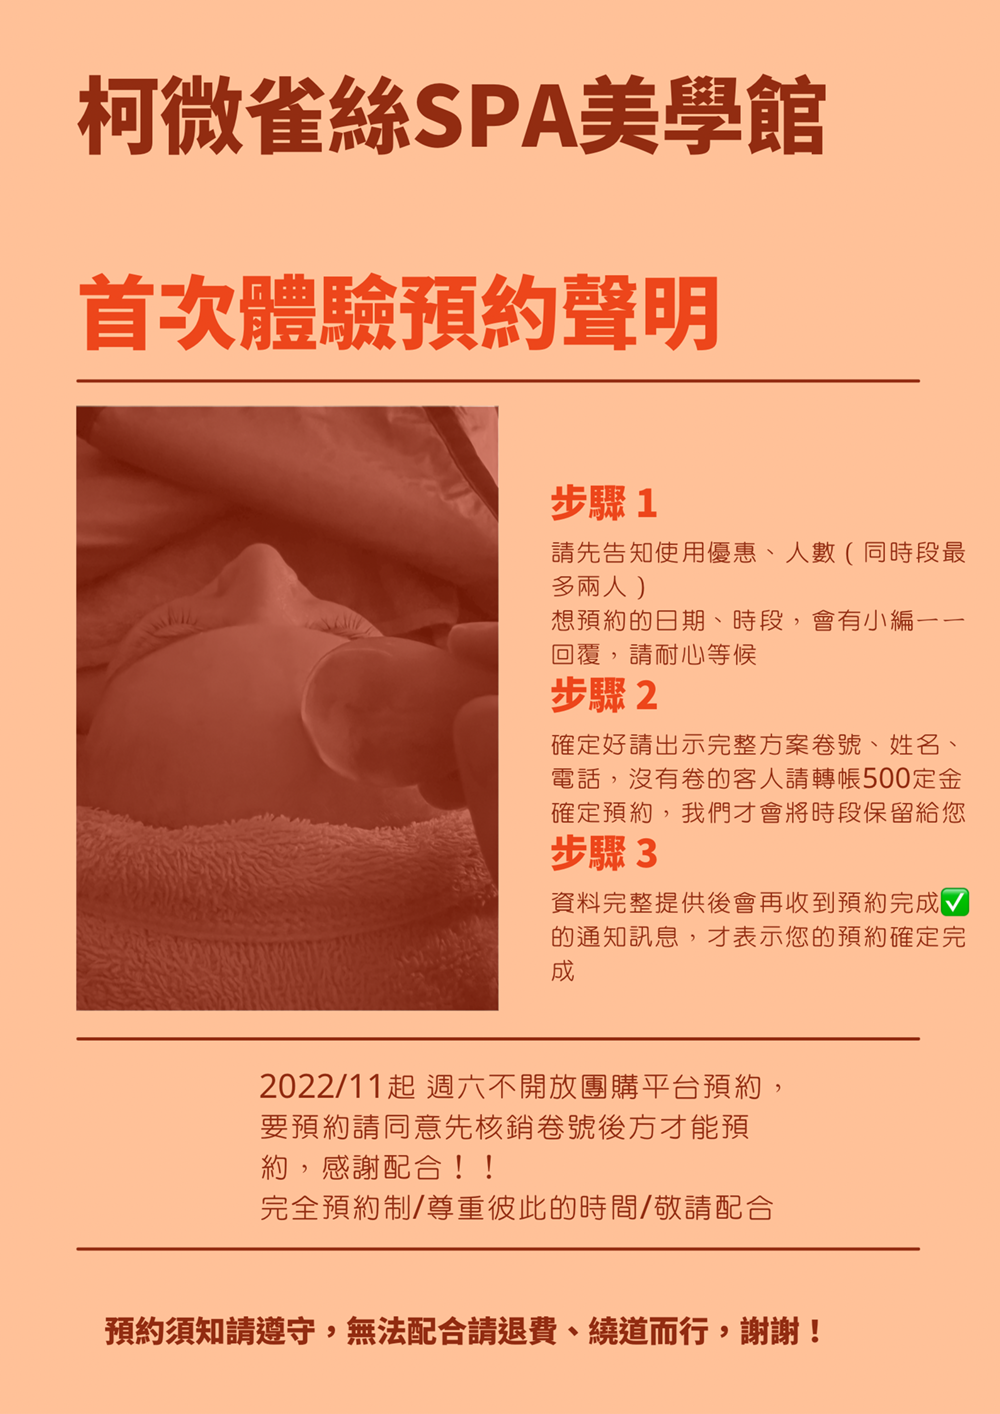 柯微雀絲SPA美學館
首次體驗預約聲明
步驟 1
請先告知使用優惠、人數(同時段最
多兩人)
想預約的日期、時段，會有小編一一
回覆，請耐心等候
步驟 2
確定好請出示完整方案卷號、姓名、
電話，沒有卷的客人請轉帳500定金
確定預約，我們才會將時段保留給您
步驟 3
資料完整提供後會再收到預約完成✅
的通知訊息，才表示您的預約確定完
成
2022/11起 週六不開放團購平台預約，
要預約請同意先核銷卷號後方才能預
約，感謝配合！！
完全預約制/尊重彼此的時間/敬請配合
預約須知請遵守，無法配合請退費、繞道而行，謝謝！